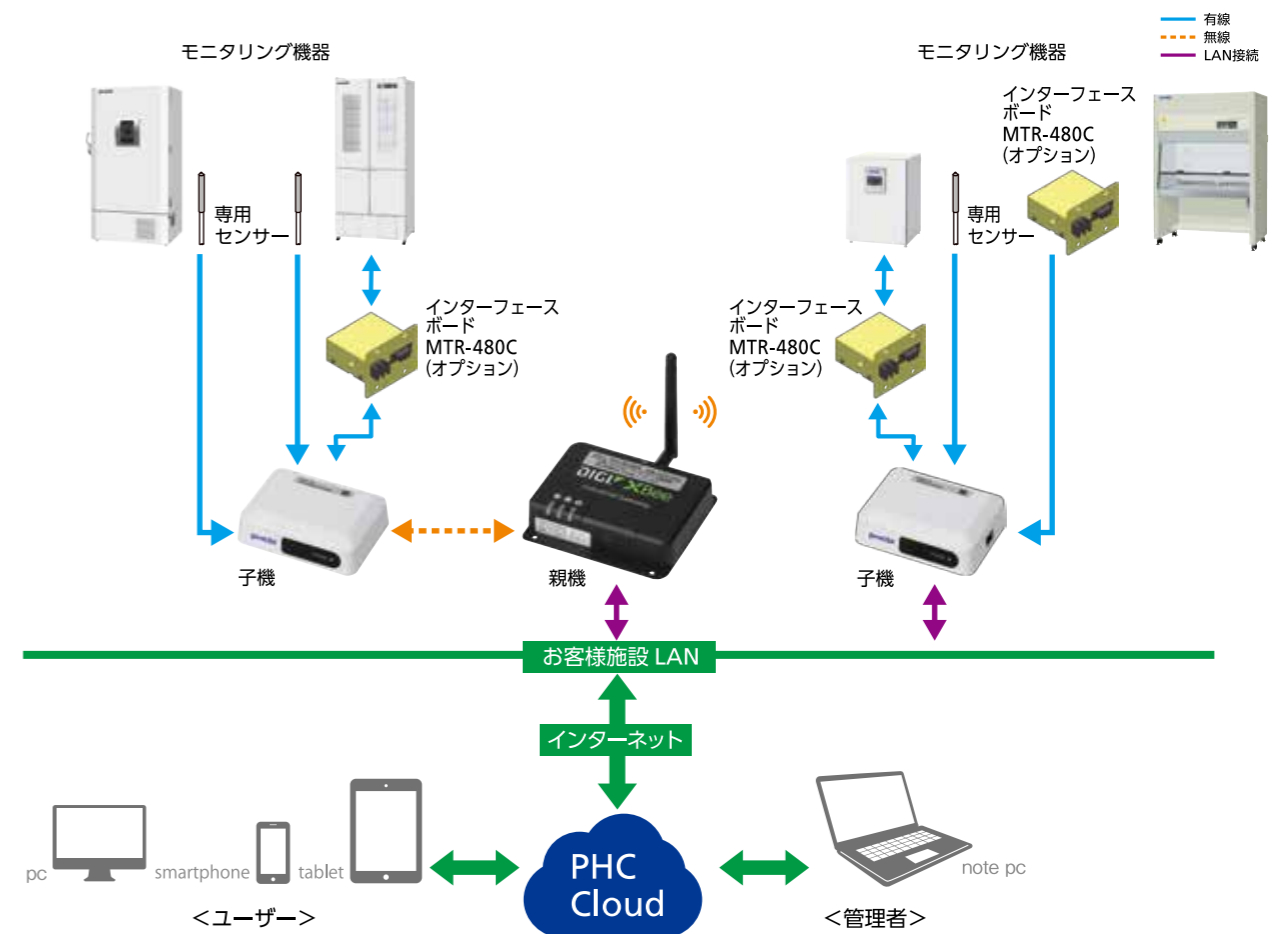 有線
無線
LAN接続
モニタリング機器
モニタリング機器
インターフェース
ボード
MTR-480C
(オプション)
専用
センサー
専用
センサー
インターフェース
ボード
MTR-480C
(オプション)
インターフェース
ボード
MTR-480C
(オプション)
DIGI XBee
子機
親機
子機
お客様施設 LAN
インターネット
pc
smartphone
tablet
PHC
Cloud
note pc
＜ユーザー＞
＜管理者＞